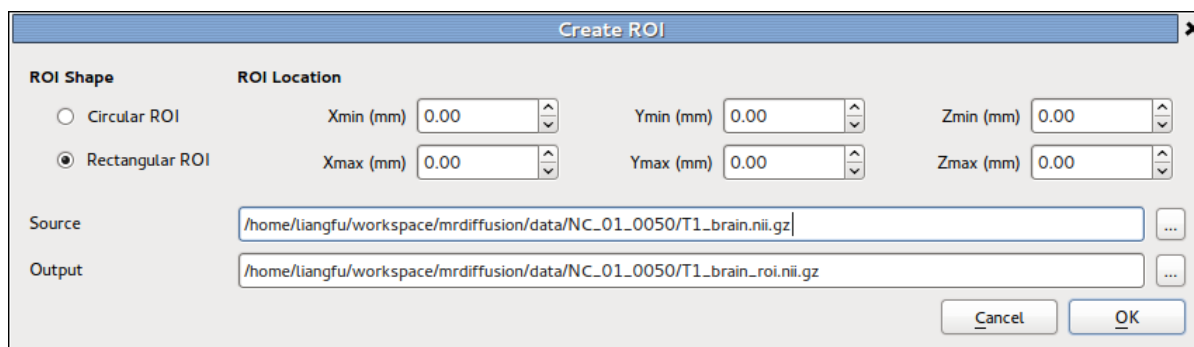 Create ROI
ROI Shape ROI Location
Circular ROI Xmin (mm) 0.00 Ymin (mm) 0.00 Zmin (mm) 0.00
Rectangular ROI Xmax (mm) 0.00 Ymax (mm) 0.00 Zmax (mm) 0.00
Source /home/liangfu/workspace/mrdiffusion/data/NC_01_0050/T1_brain.nii.gz ...
Output /home/liangfu/workspace/mrdiffusion/data/NC_01_0050/T1_brain_roi.nii.gz ...
Cancel OK